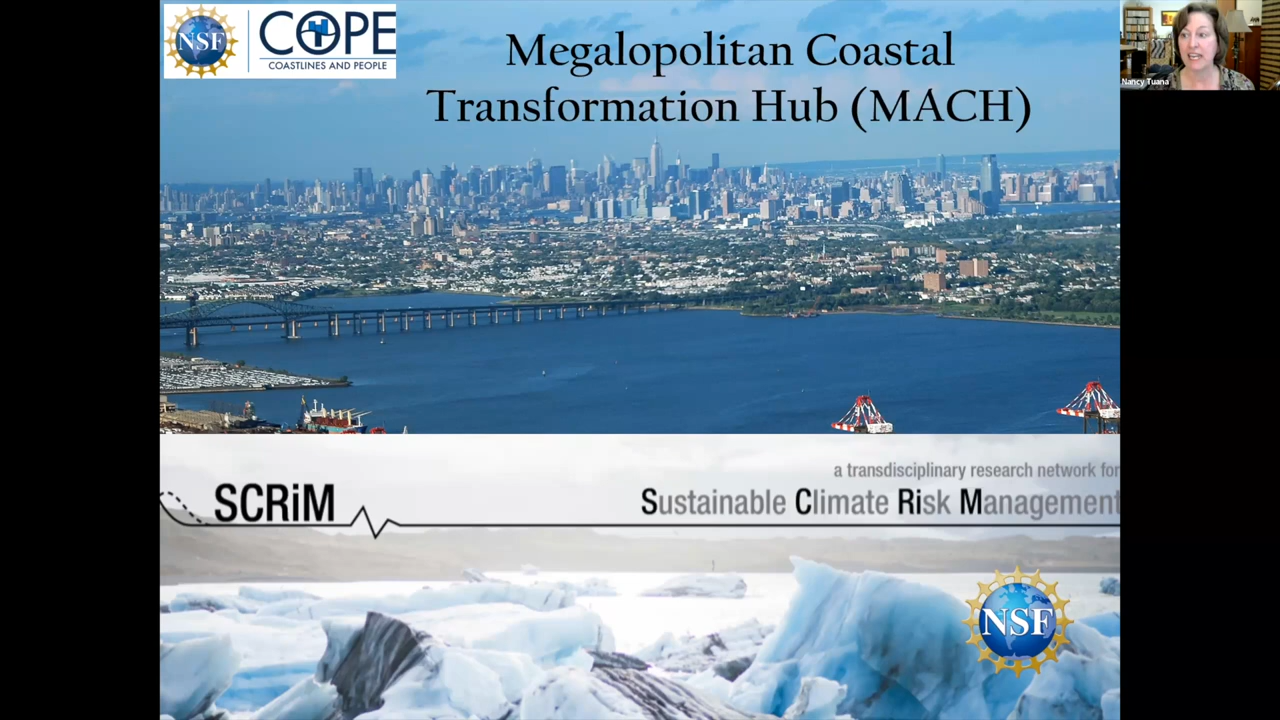 NSF
COPE
COASTLINES AND PEOPLE
Megalopolitan Coastal
Transformation Hub (MACH)
Nancy Tuana
a transdisciplinary research network for
SCRiM
Sustainable Climate Risk Management
NSF